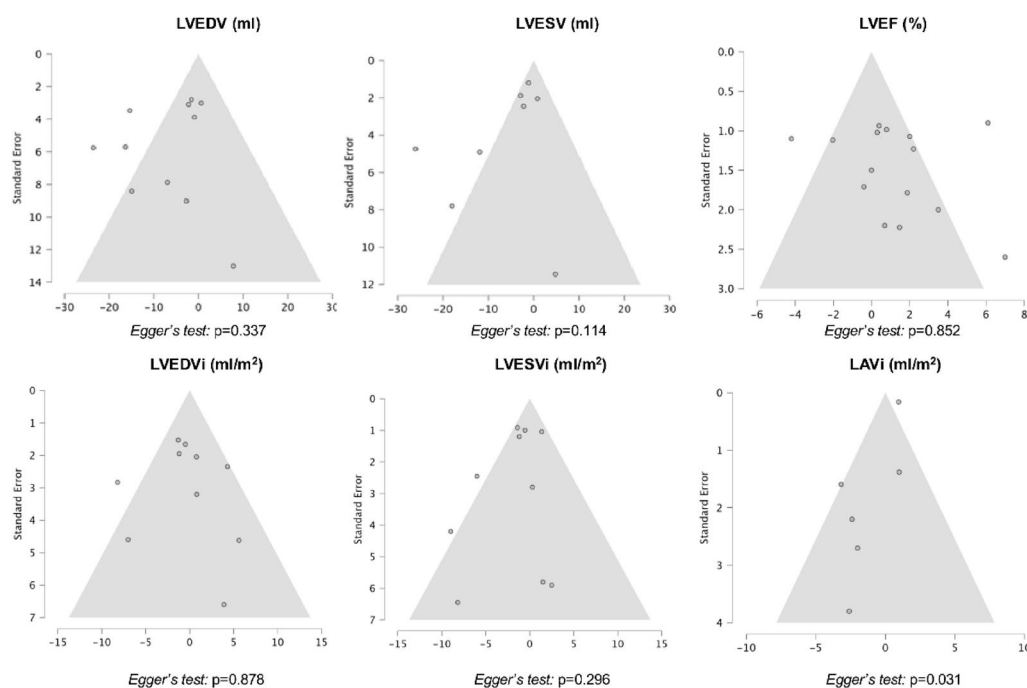 LVEDV (ml)
Standard Error
0
2
4
6
8
10
12
14
−30 −20 −10 0 10 20 30
Egger's test: p=0.337
LVESV (ml)
Standard Error
0
2
4
6
8
10
12
−30 −20 −10 0 10 20 30
Egger's test: p=0.114
LVEF (%)
Standard Error
0.0
0.5
1.0
1.5
2.0
2.5
3.0
−6 −4 −2 0 2 4 6 8
Egger's test: p=0.852
LVEDVi (ml/m²)
Standard Error
0
1
2
3
4
5
6
7
−15 −10 −5 0 5 10 15
Egger's test: p=0.878
LVESVi (ml/m²)
Standard Error
0
1
2
3
4
5
6
7
−15 −10 −5 0 5 10 15
Egger's test: p=0.296
LAVi (ml/m²)
Standard Error
0
1
2
3
4
−10 −5 0 5 10
Egger's test: p=0.031